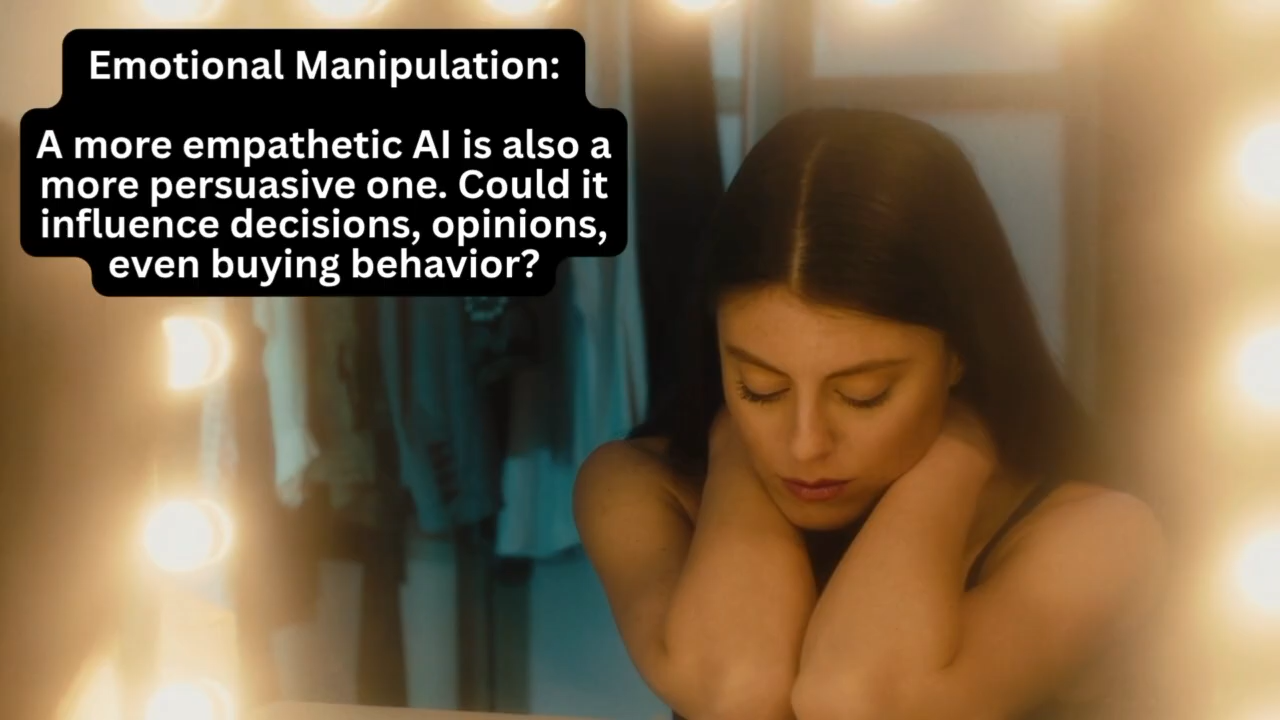 Emotional Manipulation:
A more empathetic AI is also a
more persuasive one. Could it
influence decisions, opinions,
even buying behavior?